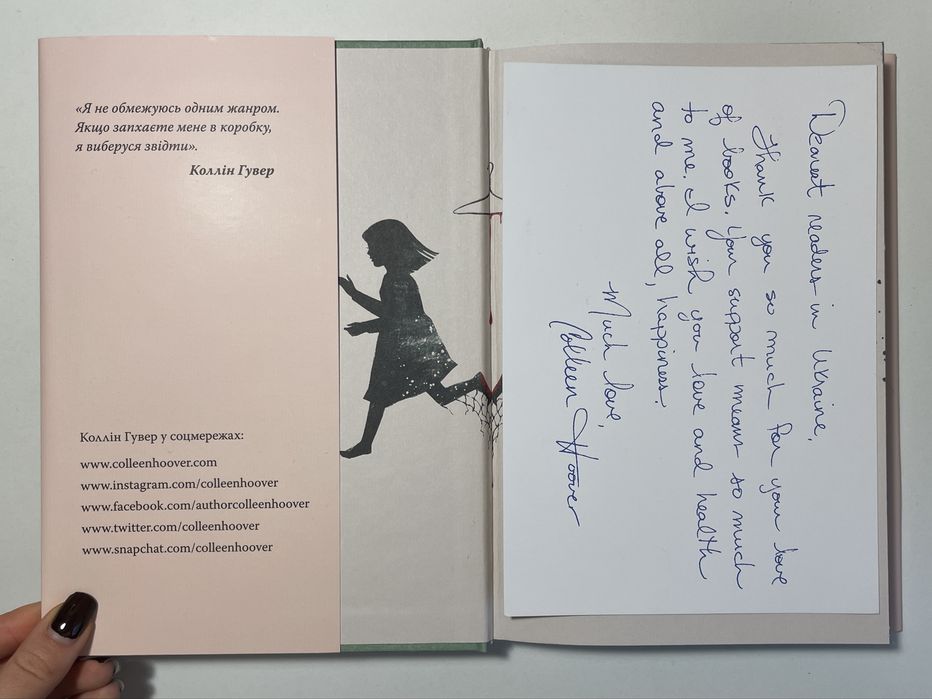 «Я не обмежуюсь одним жанром.
Якщо запхаєте мене в коробку,
я виберуся звідти».
Коллін Гувер
Коллін Гувер у соцмережах:
www.colleenhoover.com
www.instagram.com/colleenhoover
www.facebook.com/authorcolleenhoover
www.twitter.com/colleenhoover
www.snapchat.com/colleenhoover
Dearest readers in Ukraine,
Thank you so much for your love
of books. Your support means so much
to me. I wish you love and health
and above all, happiness.
Much love,
Colleen Hoover